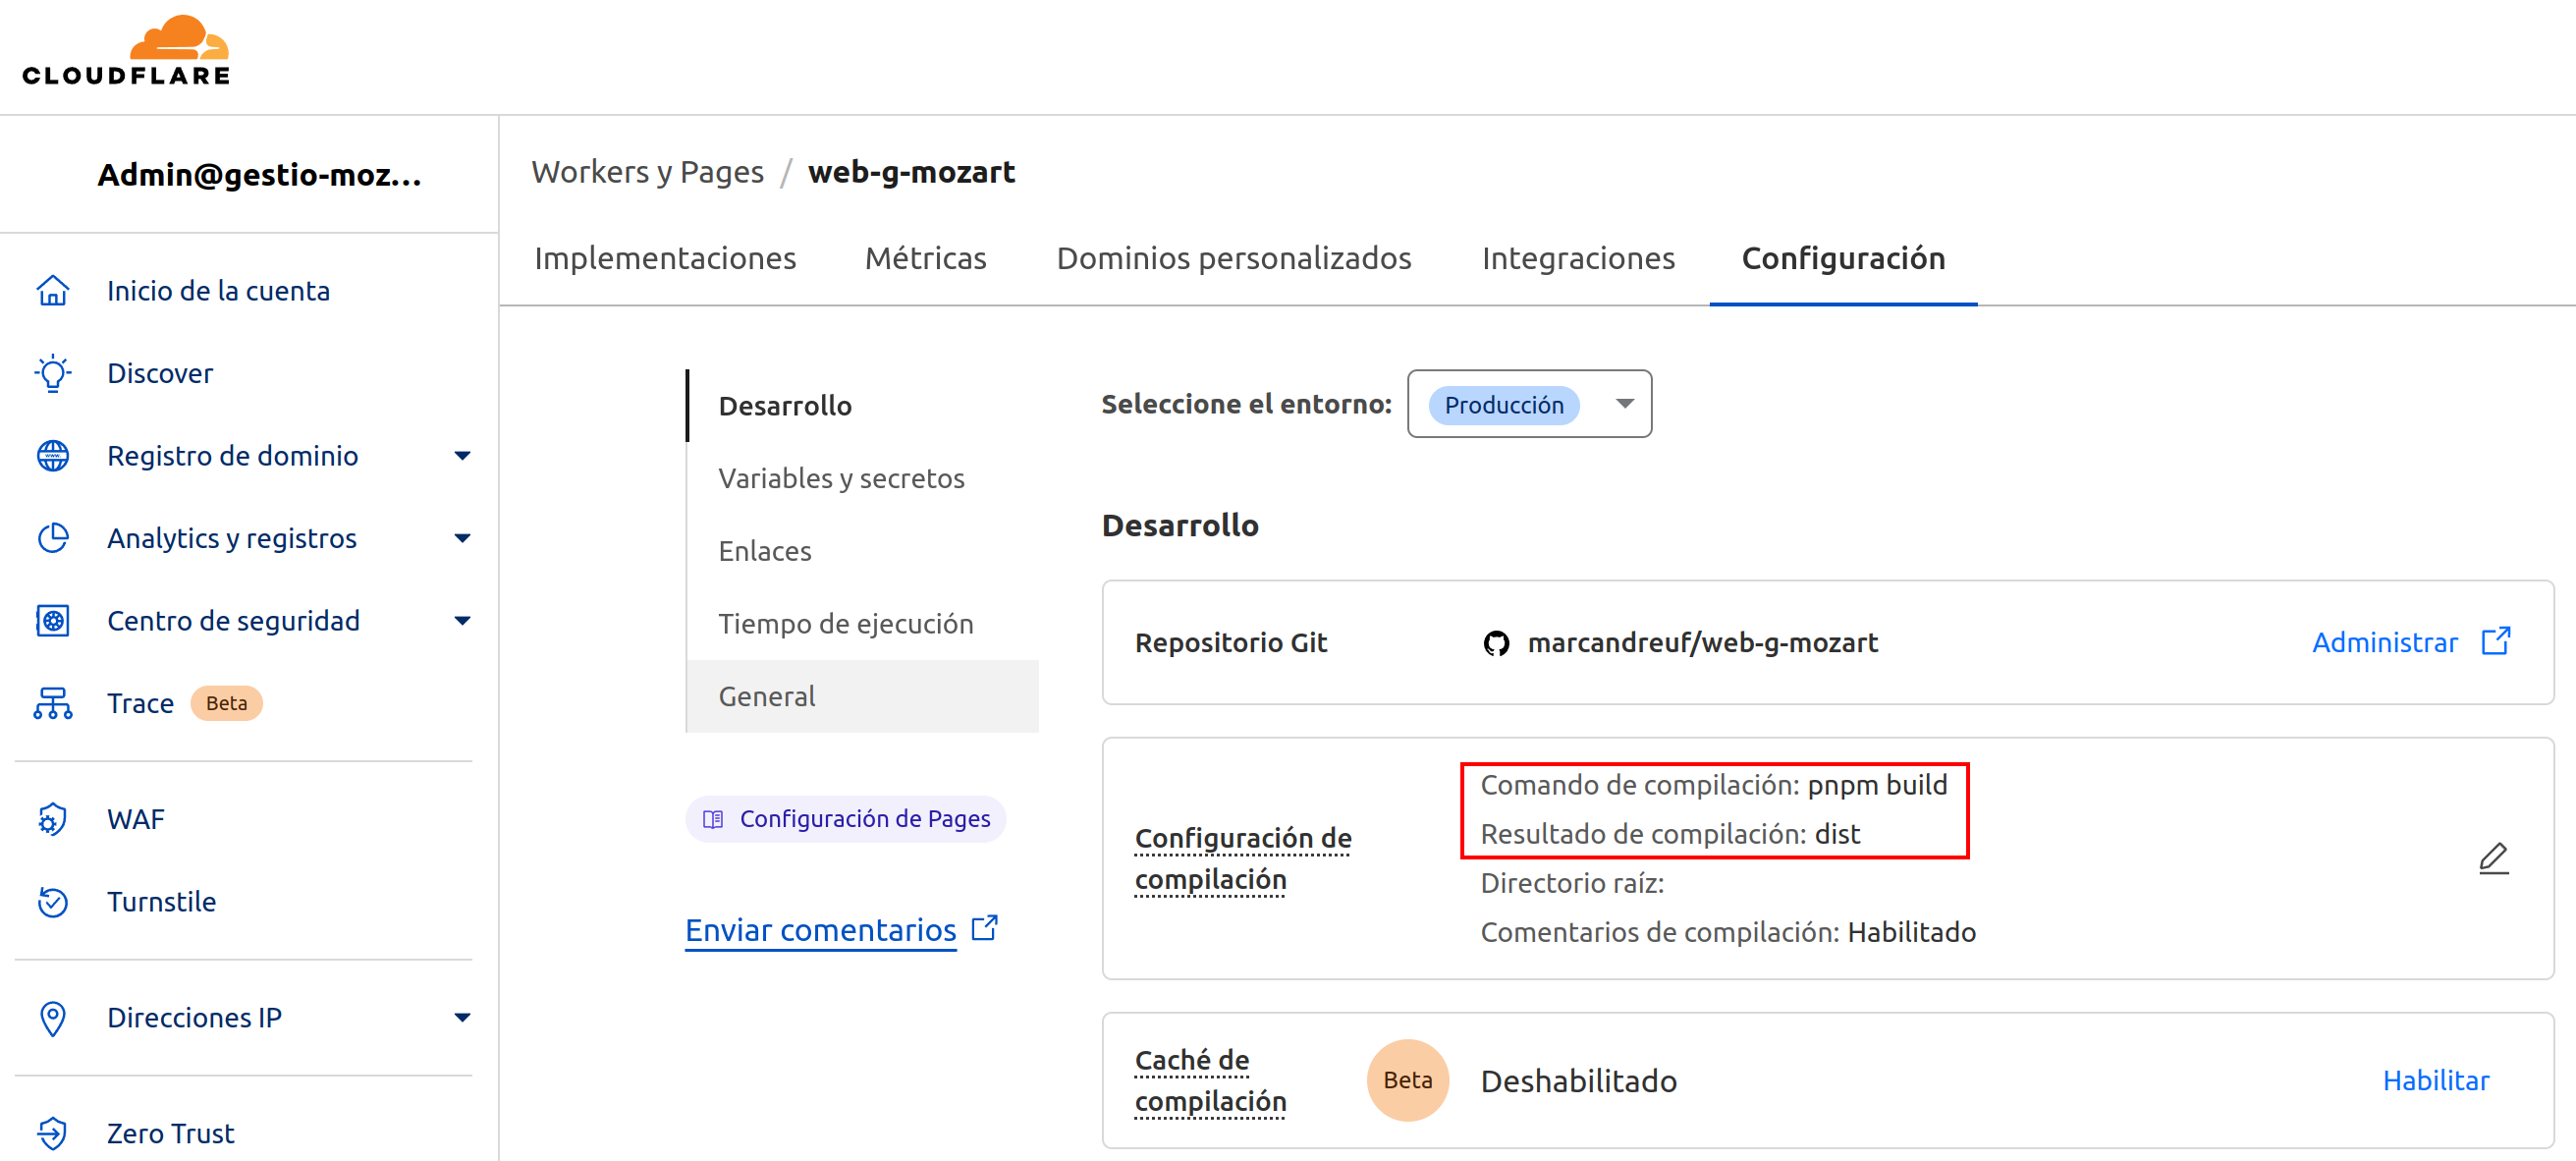 CLOUDFLARE
Admin@gestio-moz...
Inicio de la cuenta
Discover
Registro de dominio
Analytics y registros
Centro de seguridad
Trace Beta
WAF
Turnstile
Direcciones IP
Zero Trust
Workers y Pages / web-g-mozart
Implementaciones Métricas Dominios personalizados Integraciones Configuración
Desarrollo
Variables y secretos
Enlaces
Tiempo de ejecución
General
Configuración de Pages
Enviar comentarios
Seleccione el entorno: Producción
Desarrollo
Repositorio Git marcandreuf/web-g-mozart Administrar
Configuración de
compilación
Comando de compilación: pnpm build
Resultado de compilación: dist
Directorio raíz:
Comentarios de compilación: Habilitado
Caché de
compilación
Beta Deshabilitado Habilitar